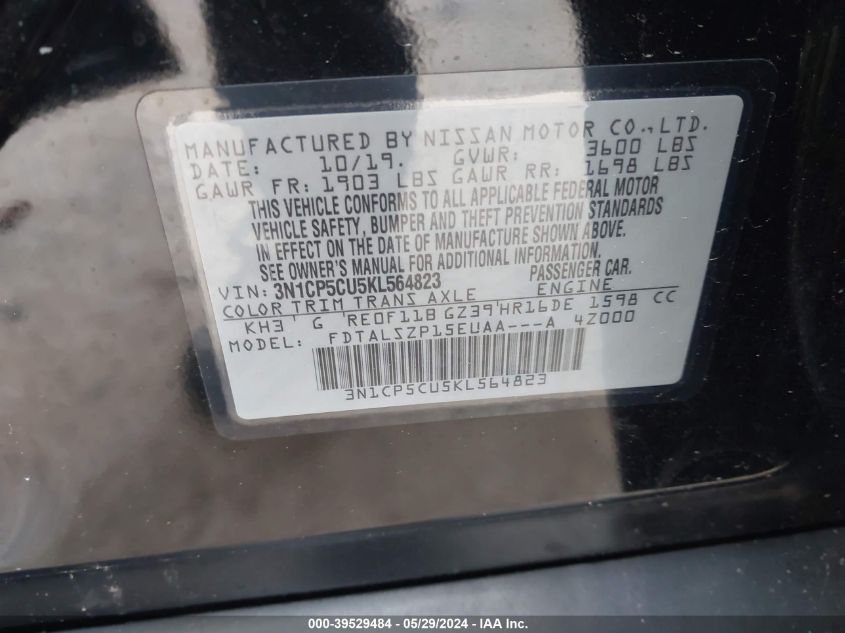 MANUFACTURED BY NISSAN MOTOR CO.,LTD.
DATE: 10/19. GVWR: 3600 LBS
GAWR FR: 1903 LBS GAWR RR: 1698 LBS
THIS VEHICLE CONFORMS TO ALL APPLICABLE FEDERAL MOTOR
VEHICLE SAFETY, BUMPER AND THEFT PREVENTION STANDARDS
IN EFFECT ON THE DATE OF MANUFACTURE SHOWN ABOVE.
SEE OWNER'S MANUAL FOR ADDITIONAL INFORMATION.
VIN: 3N1CP5CU5KL564823 PASSENGER CAR.
COLOR TRIM TRANS AXLE ENGINE
KH3 G RE0F11B GZ39 HR16DE 1598 CC
MODEL: FDTALSZP15EUAA---A 4Z000
3N1CP5CU5KL564823
000-39529484 - 05/29/2024 - IAA Inc.